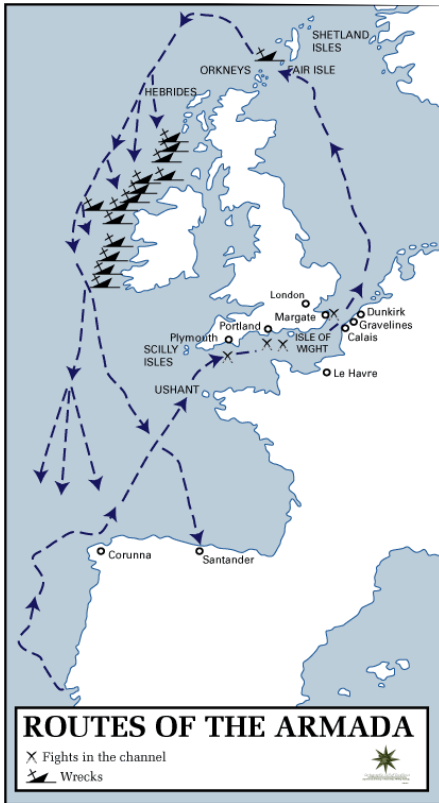 SHETLAND
ISLES
ORKNEYS
FAIR ISLE
HEBRIDES
London
Margate
Dunkirk
Gravelines
Calais
Portland
Plymouth
ISLE OF
WIGHT
SCILLY
ISLES
Le Havre
USHANT
Corunna
Santander
ROUTES OF THE ARMADA
Fights in the channel
Wrecks